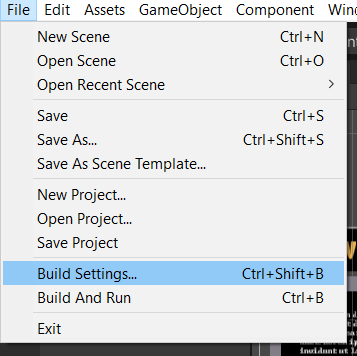 File Edit Assets GameObject Component
New Scene Ctrl+N
Open Scene Ctrl+O
Open Recent Scene >
Save Ctrl+S
Save As... Ctrl+Shift+S
Save As Scene Template...
New Project...
Open Project...
Save Project
Build Settings... Ctrl+Shift+B
Build And Run Ctrl+B
Exit
incididunt ut l